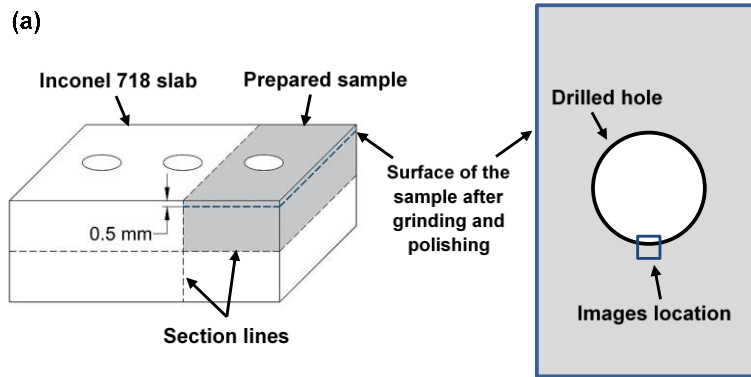 (a)
Inconel 718 slab
Prepared sample
Drilled hole
Surface of the
sample after
grinding and
polishing
0.5 mm
Images location
Section lines